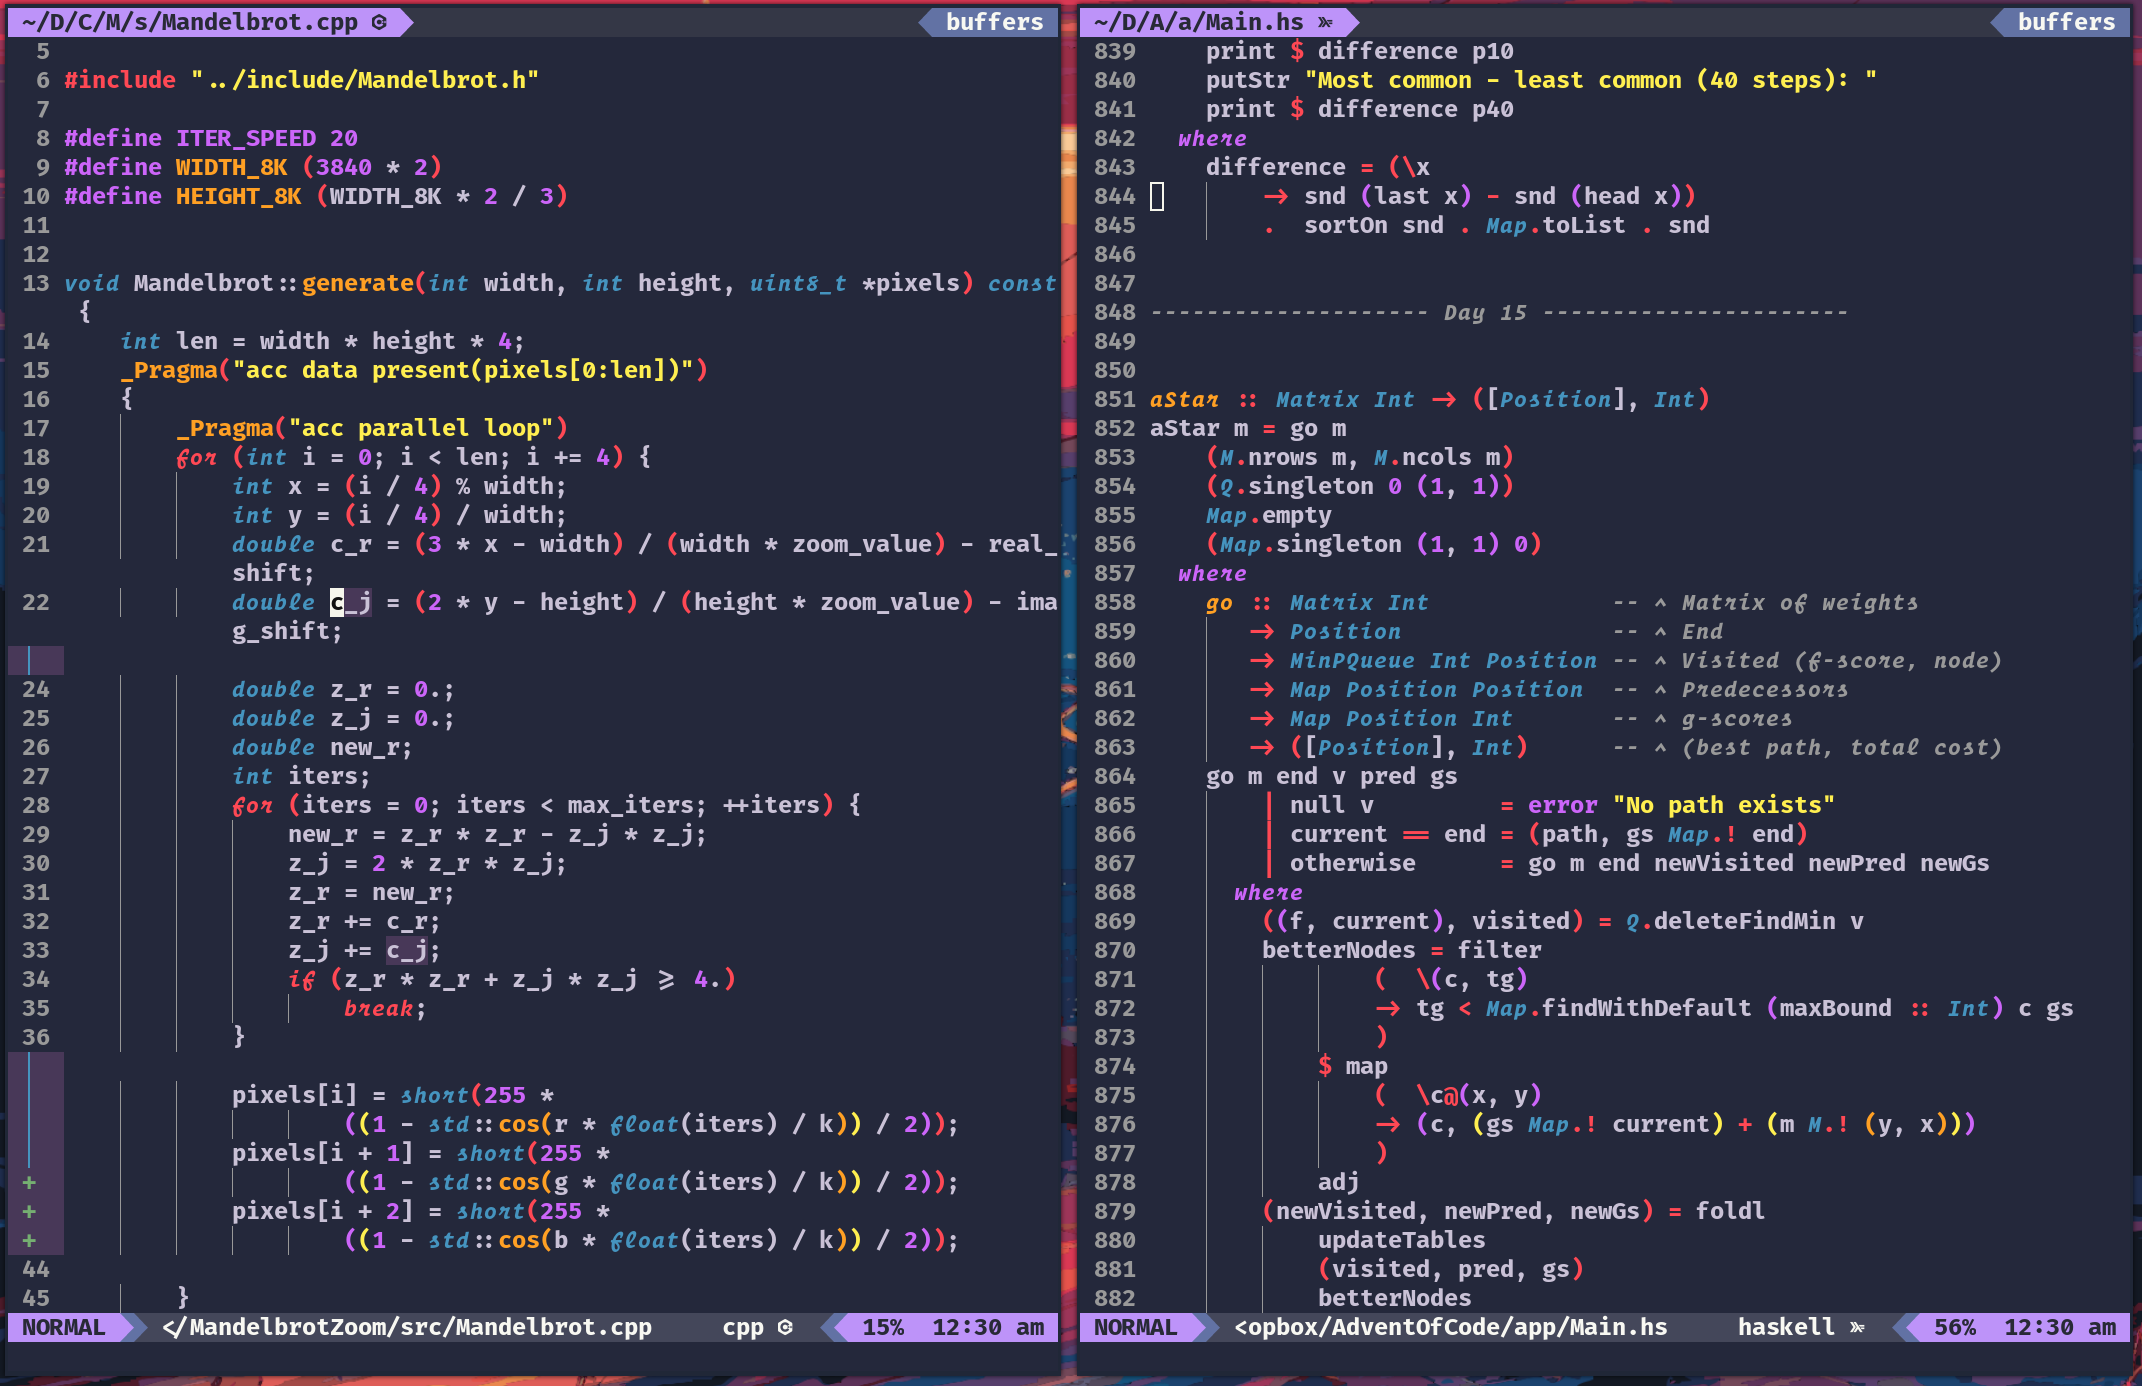 ~/D/C/M/s/Mandelbrot.cpp
buffers
5
6 #include "../include/Mandelbrot.h"
7
8 #define ITER_SPEED 20
9 #define WIDTH_8K (3840 * 2)
10 #define HEIGHT_8K (WIDTH_8K * 2 / 3)
11
12
13 void Mandelbrot::generate(int width, int height, uint8_t *pixels) const
{
14 int len = width * height * 4;
15 _Pragma("acc data present(pixels[0:len])")
16 {
17 _Pragma("acc parallel loop")
18 for (int i = 0; i < len; i += 4) {
19 int x = (i / 4) % width;
20 int y = (i / 4) / width;
21 double c_r = (3 * x - width) / (width * zoom_value) - real_
shift;
22 double c_j = (2 * y - height) / (height * zoom_value) - ima
g_shift;
24 double z_r = 0.;
25 double z_j = 0.;
26 double new_r;
27 int iters;
28 for (iters = 0; iters < max_iters; ++iters) {
29 new_r = z_r * z_r - z_j * z_j;
30 z_j = 2 * z_r * z_j;
31 z_r = new_r;
32 z_r += c_r;
33 z_j += c_j;
34 if (z_r * z_r + z_j * z_j >= 4.)
35 break;
36 }
pixels[i] = short(255 *
((1 - std::cos(r * float(iters) / k)) / 2));
pixels[i + 1] = short(255 *
+ ((1 - std::cos(g * float(iters) / k)) / 2));
+ pixels[i + 2] = short(255 *
+ ((1 - std::cos(b * float(iters) / k)) / 2));
44
45 }
NORMAL </MandelbrotZoom/src/Mandelbrot.cpp cpp 15% 12:30 am
~/D/A/a/Main.hs
buffers
839 print $ difference p10
840 putStr "Most common - least common (40 steps): "
841 print $ difference p40
842 where
843 difference = (\x
844 -> snd (last x) - snd (head x))
845 . sortOn snd . Map.toList . snd
846
847
848 -------------------- Day 15 ----------------------
849
850
851 aStar :: Matrix Int -> ([Position], Int)
852 aStar m = go m
853 (M.nrows m, M.ncols m)
854 (Q.singleton 0 (1, 1))
855 Map.empty
856 (Map.singleton (1, 1) 0)
857 where
858 go :: Matrix Int -- ^ Matrix of weights
859 -> Position -- ^ End
860 -> MinPQueue Int Position -- ^ Visited (f-score, node)
861 -> Map Position Position -- ^ Predecessors
862 -> Map Position Int -- ^ g-scores
863 -> ([Position], Int) -- ^ (best path, total cost)
864 go m end v pred gs
865 | null v = error "No path exists"
866 | current == end = (path, gs Map.! end)
867 | otherwise = go m end newVisited newPred newGs
868 where
869 ((f, current), visited) = Q.deleteFindMin v
870 betterNodes = filter
871 ( \(c, tg)
872 -> tg < Map.findWithDefault (maxBound :: Int) c gs
873 )
874 $ map
875 ( \c@(x, y)
876 -> (c, (gs Map.! current) + (m M.! (y, x)))
877 )
878 adj
879 (newVisited, newPred, newGs) = foldl
880 updateTables
881 (visited, pred, gs)
882 betterNodes
NORMAL <opbox/AdventOfCode/app/Main.hs haskell 56% 12:30 am